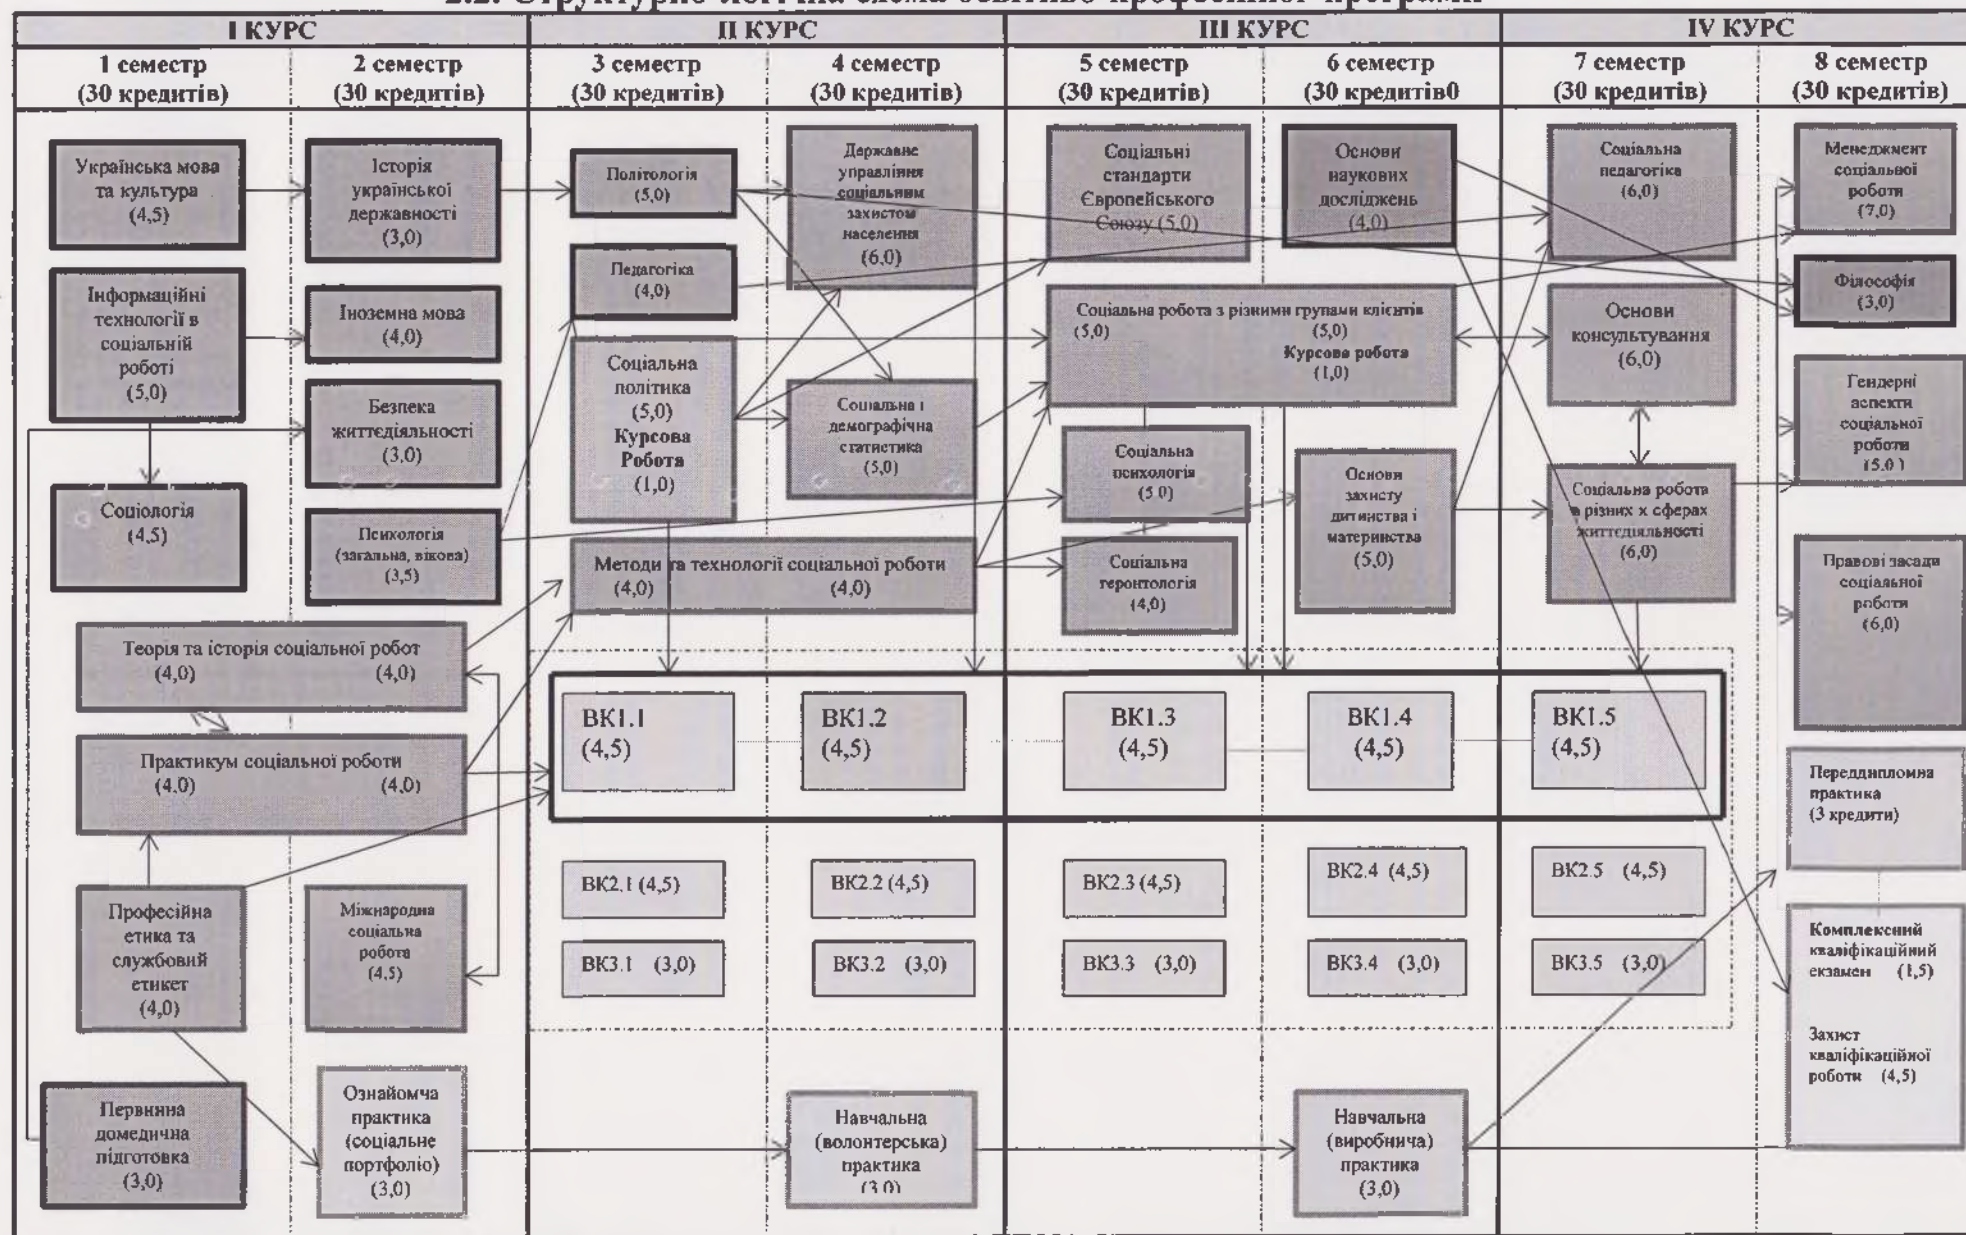 2.2. Структурно-логічна схема освітньо-професійної програми
І КУРС
ІІ КУРС
ІІІ КУРС
ІV КУРС
1 семестр
(30 кредитів)
2 семестр
(30 кредитів)
3 семестр
(30 кредитів)
4 семестр
(30 кредитів)
5 семестр
(30 кредитів)
6 семестр
(30 кредитів0
7 семестр
(30 кредитів)
8 семестр
(30 кредитів)
Українська мова
та культура
(4,5)
Інформаційні
технології в
соціальній
роботі
(5,0)
Соціологія
(4,5)
Історія
української
державності
(3,0)
Іноземна мова
(4,0)
Безпека
життєдіяльності
(3,0)
Психологія
(загальна, вікова)
(3,5)
Теорія та історія соціальної робот
(4,0) (4,0)
Практикум соціальної роботи
(4,0) (4,0)
Професійна
етика та
службовий
етикет
(4,0)
Міжнародна
соціальна
робота
(4,5)
Первинна
домедична
підготовка
(3,0)
Ознайомча
практика
(соціальне
портфоліо)
(3,0)
Політологія
(5,0)
Педагогіка
(4,0)
Соціальна
політика
(5,0)
Курсова
Робота
(1,0)
Державне
управління
соціальним
захистом
населення
(6,0)
Соціальна і
демографічна
статистика
(5,0)
Методи та технології соціальної роботи
(4,0) (4,0)
Соціальні
стандарти
Європейського
Союзу (5,0)
Основи
наукових
досліджень
(4,0)
Соціальна робота з різними групами клієнтів
(5,0) (5,0)
Курсова робота
(1,0)
Соціальна
психологія
(5,0)
Соціальна
геронтологія
(4,0)
Основи
захисту
дитинства і
материнства
(5,0)
Соціальна
педагогіка
(6,0)
Основи
консультування
(6,0)
Соціальна робота
в різних х сферах
життєдіяльності
(6,0)
Менеджмент
соціальної
роботи
(7,0)
Філософія
(3,0)
Гендерні
аспекти
соціальної
роботи
(5,0)
Правові засади
соціальної
роботи
(6,0)
ВК1.1
(4,5)
ВК1.2
(4,5)
ВК1.3
(4,5)
ВК1.4
(4,5)
ВК1.5
(4,5)
ВК2.1 (4,5)
ВК2.2 (4,5)
ВК2.3 (4,5)
ВК2.4 (4,5)
ВК2.5 (4,5)
ВК3.1 (3,0)
ВК3.2 (3,0)
ВК3.3 (3,0)
ВК3.4 (3,0)
ВК3.5 (3,0)
Навчальна
(волонтерська)
практика
(3,0)
Навчальна
(виробнича)
практика
(3,0)
Переддипломна
практика
(3 кредити)
Комплексний
кваліфікаційний
екзамен (1,5)
Захист
кваліфікаційної
роботи (4,5)